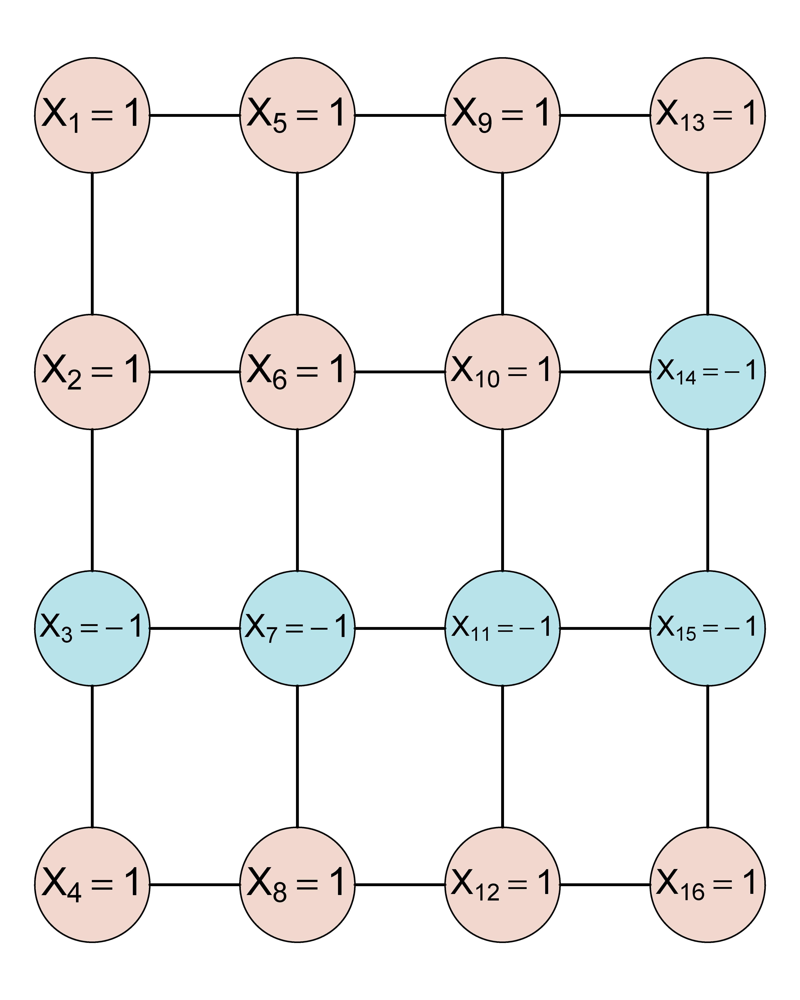 X₁ = 1 X₅ = 1 X₉ = 1 X₁₃ = 1
X₂ = 1 X₆ = 1 X₁₀ = 1 X₁₄ = −1
X₃ = −1 X₇ = −1 X₁₁ = −1 X₁₅ = −1
X₄ = 1 X₈ = 1 X₁₂ = 1 X₁₆ = 1